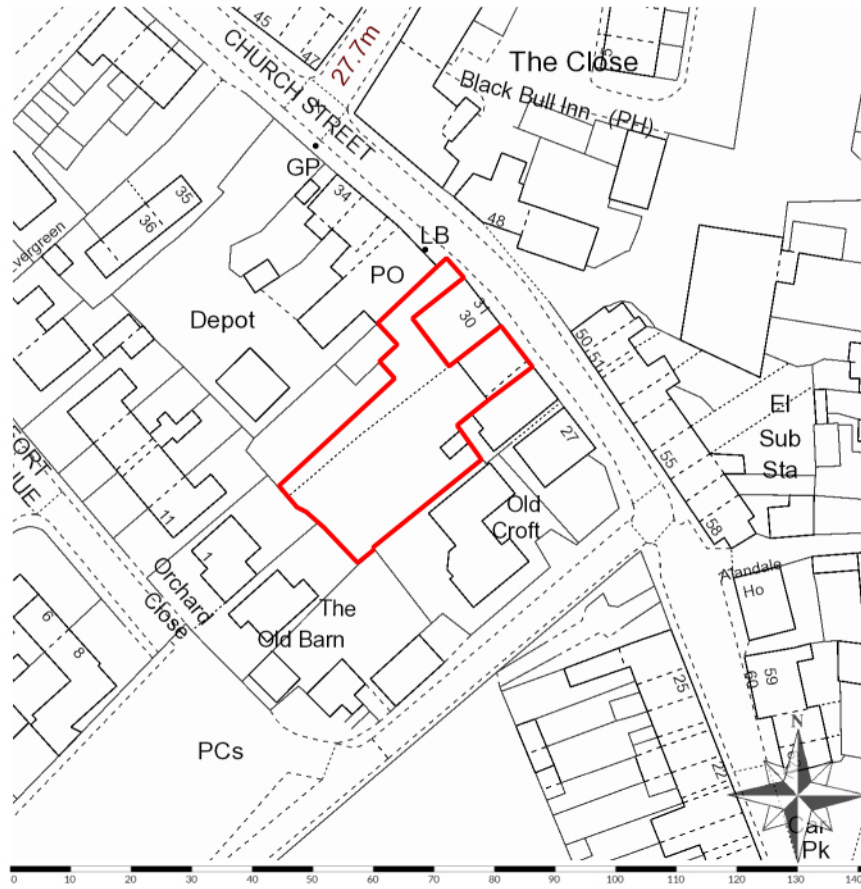 45
47
27.7m
CHURCH STREET
The Close
Black Bull Inn (PH)
GP
34
35
36
48
LB
PO
31
30
Depot
50
51
El
Sub
Sta
27
55
Old
Croft
58
11
1
Orchard
Close
The
Old Barn
6
8
Alandale
Ho
59
60
25
22
PCs
N
Pk
0 10 20 30 40 50 60 70 80 90 100 110 120 130